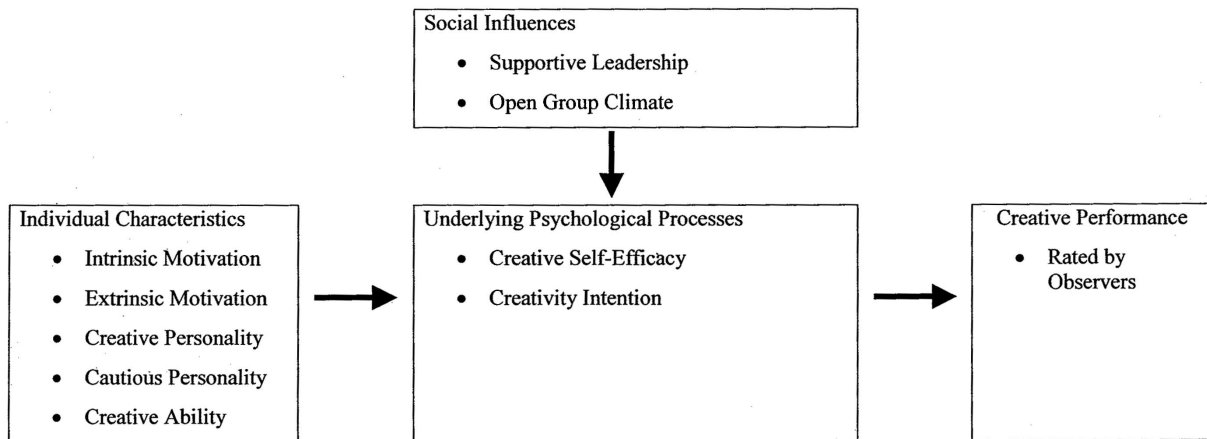 Social Influences
• Supportive Leadership
• Open Group Climate
Individual Characteristics
• Intrinsic Motivation
• Extrinsic Motivation
• Creative Personality
• Cautious Personality
• Creative Ability
Underlying Psychological Processes
• Creative Self-Efficacy
• Creativity Intention
Creative Performance
• Rated by
Observers